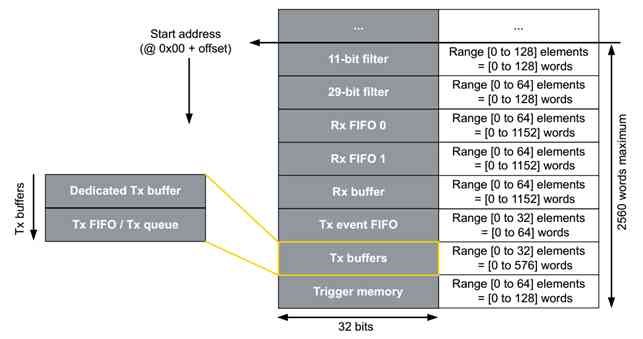 ...
...
Start address
(@ 0x00 + offset)
11-bit filter
Range [0 to 128] elements
= [0 to 128] words
29-bit filter
Range [0 to 64] elements
= [0 to 128] words
Rx FIFO 0
Range [0 to 64] elements
= [0 to 1152] words
Rx FIFO 1
Range [0 to 64] elements
= [0 to 1152] words
Rx buffer
Range [0 to 64] elements
= [0 to 1152] words
Tx event FIFO
Range [0 to 32] elements
= [0 to 64] words
Tx buffers
Range [0 to 32] elements
= [0 to 576] words
Trigger memory
Range [0 to 64] elements
= [0 to 128] words
32 bits
2560 words maximum
Tx buffers
Dedicated Tx buffer
Tx FIFO / Tx queue